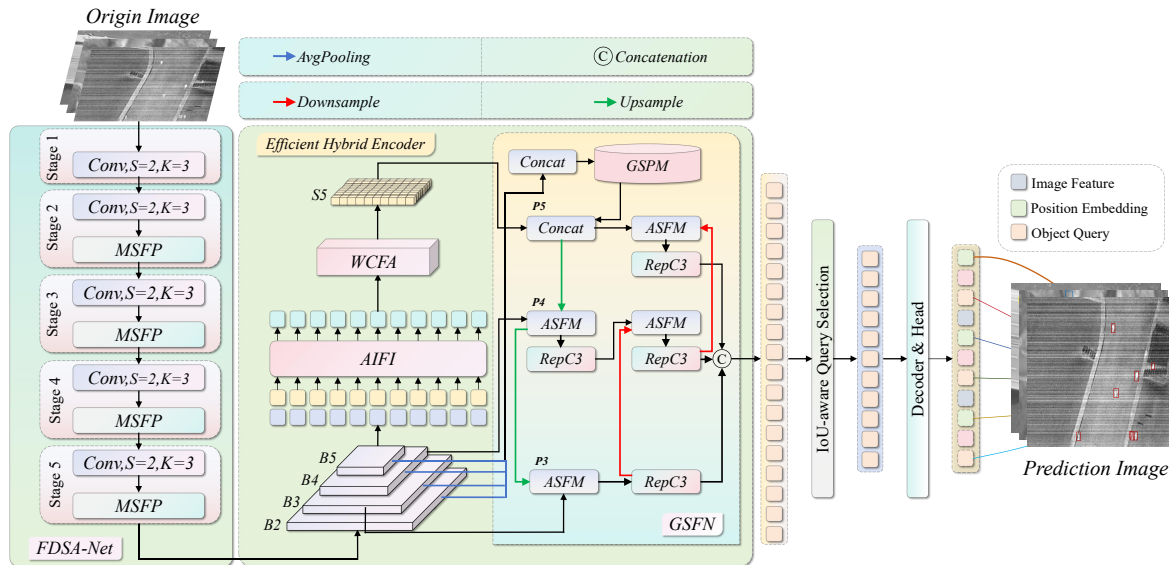 Origin Image
AvgPooling
C Concatenation
Downsample
Upsample
Stage 1
Conv,S=2,K=3
Stage 2
Conv,S=2,K=3
MSFP
Stage 3
Conv,S=2,K=3
MSFP
Stage 4
Conv,S=2,K=3
MSFP
Stage 5
Conv,S=2,K=3
MSFP
FDSA-Net
Efficient Hybrid Encoder
S5
WCFA
AIFI
B5
B4
B3
B2
Concat
GSPM
P5
Concat
ASFM
RepC3
P4
ASFM
ASFM
RepC3
RepC3
C
P3
ASFM
RepC3
GSFN
IoU-aware Query Selection
Decoder & Head
Image Feature
Position Embedding
Object Query
Prediction Image